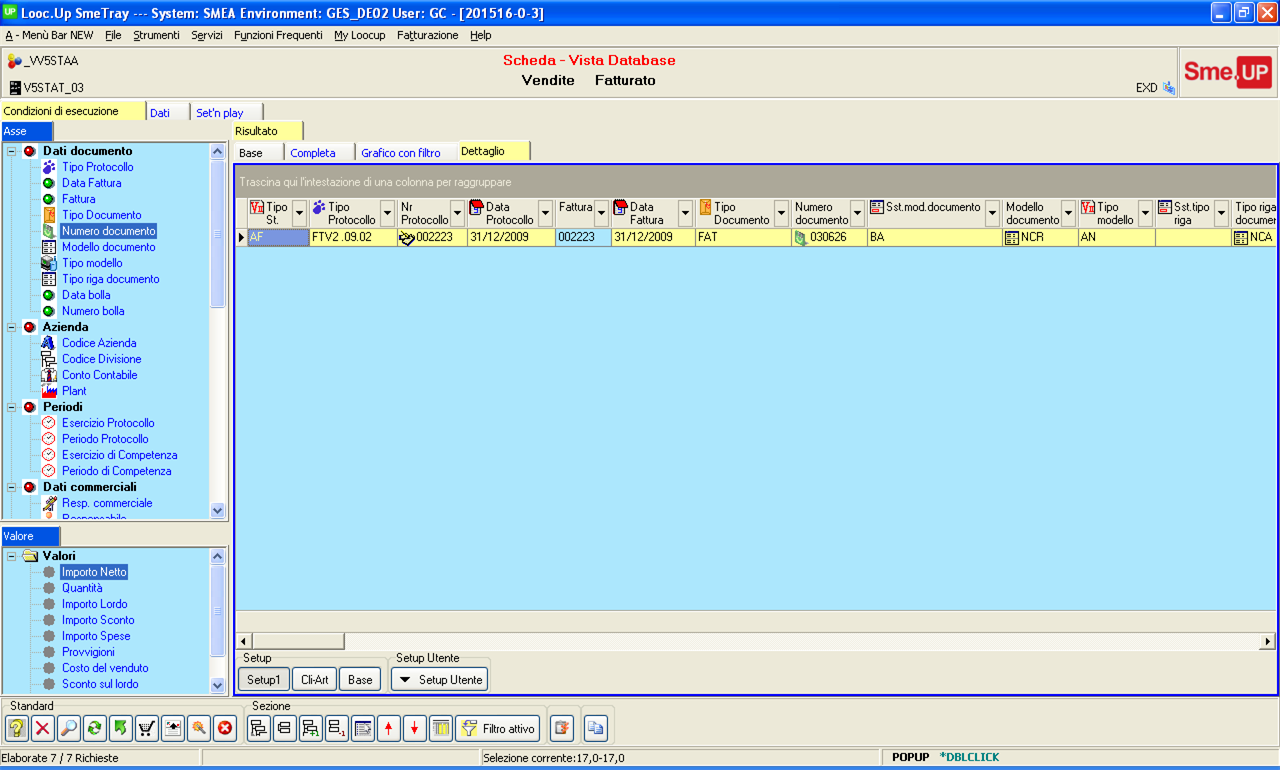 UP Looc.Up SmeTray --- System: SMEA Environment: GES_DE02 User: GC - [201516-0-3]
A - Menù Bar NEW File Strumenti Servizi Funzioni Frequenti My Loocup Fatturazione Help
_VV5STAA
Scheda - Vista Database
Vendite Fatturato
V5STAT_03
EXD
Sme.UP
Condizioni di esecuzione Dati Set'n play
Asse
Dati documento
Tipo Protocollo
Data Fattura
Fattura
Tipo Documento
Numero documento
Modello documento
Tipo modello
Tipo riga documento
Data bolla
Numero bolla
Azienda
Codice Azienda
Codice Divisione
Conto Contabile
Plant
Periodi
Esercizio Protocollo
Periodo Protocollo
Esercizio di Competenza
Periodo di Competenza
Dati commerciali
Resp. commerciale
Responsabile
Valore
Valori
Importo Netto
Quantità
Importo Lordo
Importo Sconto
Importo Spese
Provvigioni
Costo del venduto
Sconto sul lordo
Risultato
Base Completa Grafico con filtro Dettaglio
Trascina qui l'intestazione di una colonna per raggruppare
Tipo St. Tipo Protocollo Nr Protocollo Data Protocollo Fattura Data Fattura Tipo Documento Numero documento Sst.mod.documento Modello documento Tipo modello Sst.tipo riga Tipo riga documer
AF FTV2 .09.02 002223 31/12/2009 002223 31/12/2009 FAT 030626 BA NCR AN NCA
Setup Setup Utente
Setup1 Cli-Art Base Setup Utente
Standard Sezione
Filtro attivo
Elaborate 7 / 7 Richieste Selezione corrente:17,0-17,0 POPUP *DBLCLICK